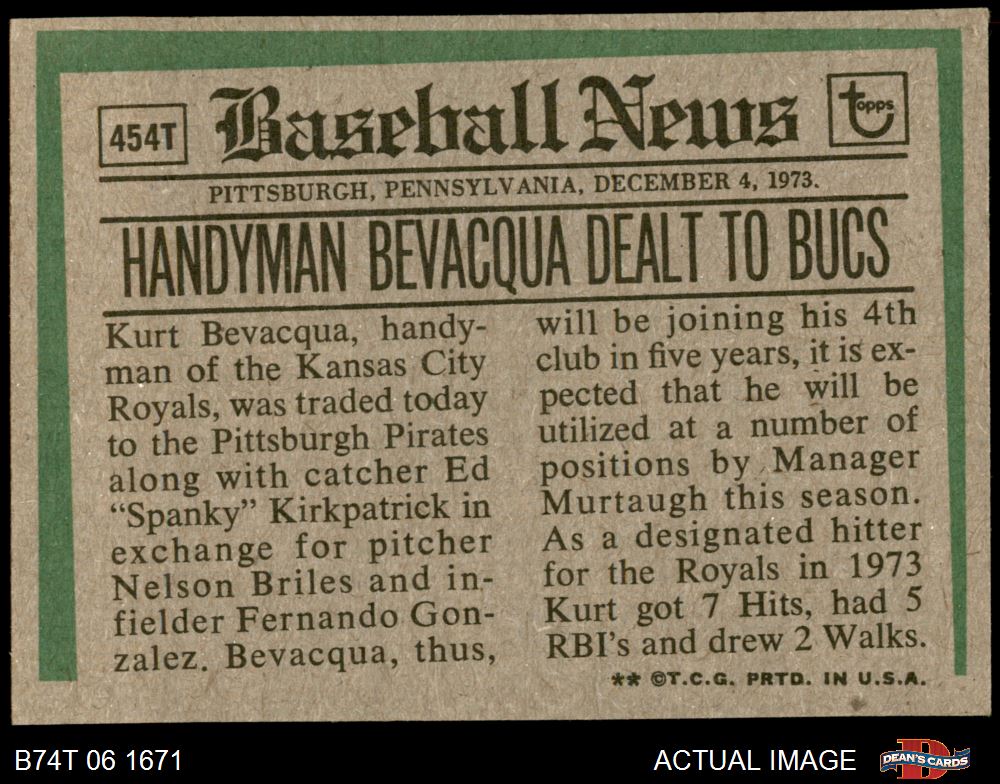 454T
Baseball News
topps
PITTSBURGH, PENNSYLVANIA, DECEMBER 4, 1973.
HANDYMAN BEVACQUA DEALT TO BUCS
Kurt Bevacqua, handy-
man of the Kansas City
Royals, was traded today
to the Pittsburgh Pirates
along with catcher Ed
“Spanky” Kirkpatrick in
exchange for pitcher
Nelson Briles and in-
fielder Fernando Gon-
zalez. Bevacqua, thus,
will be joining his 4th
club in five years, it is ex-
pected that he will be
utilized at a number of
positions by Manager
Murtaugh this season.
As a designated hitter
for the Royals in 1973
Kurt got 7 Hits, had 5
RBI's and drew 2 Walks.
** ©T.C.G. PRTD. IN U.S.A.
B74T 06 1671
ACTUAL IMAGE
DEAN'S CARDS